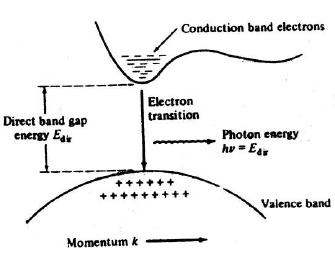 Conduction band electrons
Electron
transition
Direct band gap
energy E_dir
Photon energy
hν = E_dir
+ + + + + +
+ + + + + + + + +
Valence band
Momentum k